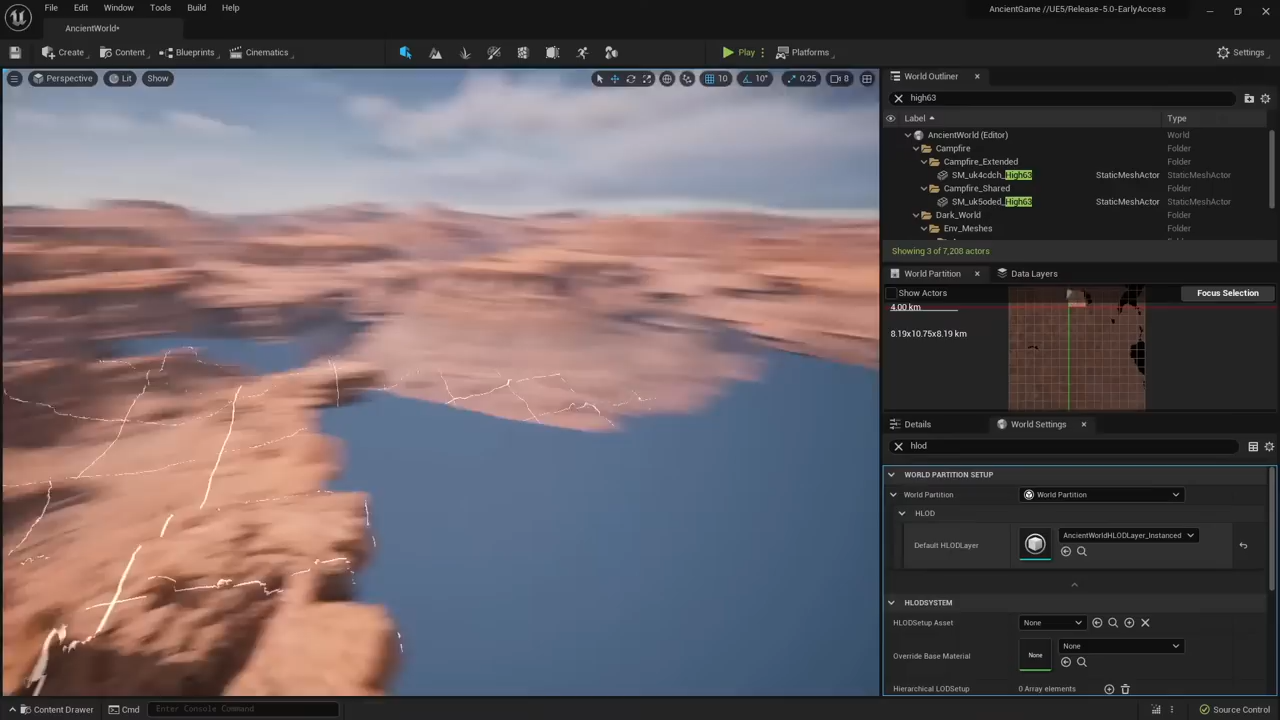 File Edit Window Tools Build Help
AncientGame //UE5/Release-5.0-EarlyAccess
AncientWorld*
Create Content Blueprints Cinematics Play Platforms Settings
Perspective Lit Show 10 10° 0.25 8
World Outliner
high63
Label Type
AncientWorld (Editor) World
Campfire Folder
Campfire_Extended Folder
SM_uk4cdch_High63 StaticMeshActor StaticMeshActor
Campfire_Shared Folder
SM_uk5oded_High63 StaticMeshActor StaticMeshActor
Dark_World Folder
Env_Meshes Folder
Showing 3 of 7,208 actors
World Partition Data Layers
Show Actors Focus Selection
4.00 km
8.19x10.75x8.19 km
Details World Settings
hlod
WORLD PARTITION SETUP
World Partition World Partition
HLOD
Default HLODLayer AncientWorldHLODLayer_Instanced
HLODSYSTEM
HLODSetup Asset None
Override Base Material None None
Hierarchical LODSetup 0 Array elements
Content Drawer Cmd Enter Console Command Source Control